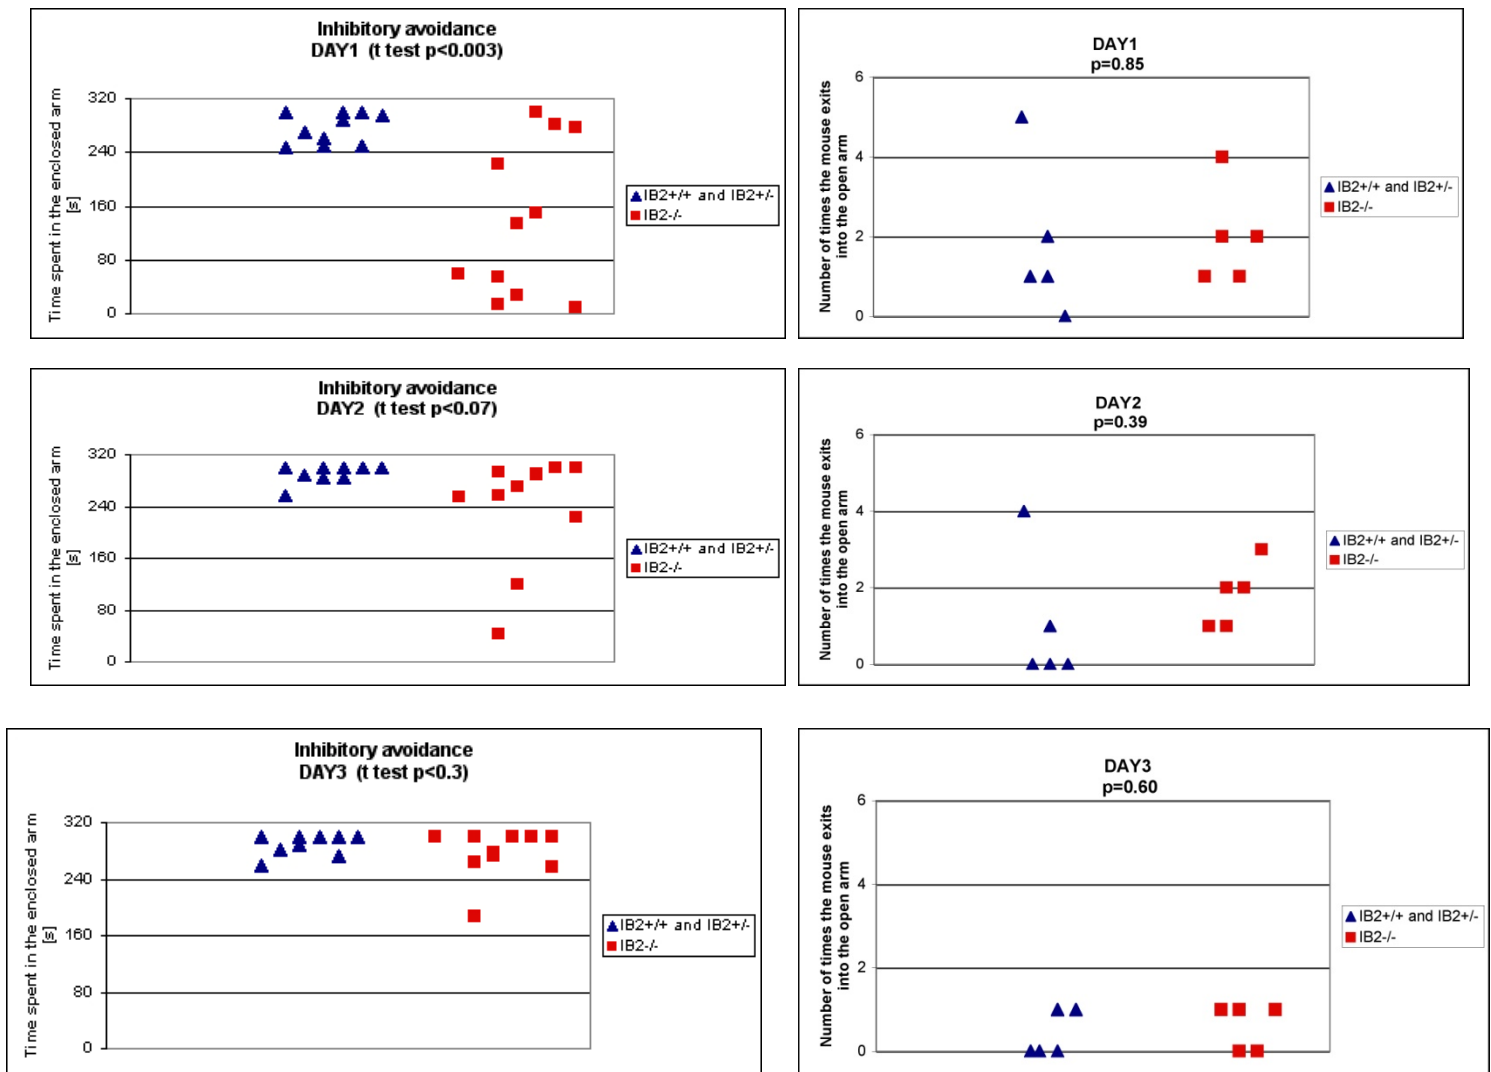 Inhibitory avoidance
DAY1 (t test p<0.003)
Time spent in the enclosed arm
[s]
320
240
160
80
0
IB2+/+ and IB2+/-
IB2-/-
DAY1
p=0.85
Number of times the mouse exits
into the open arm
6
4
2
0
IB2+/+ and IB2+/-
IB2-/-
Inhibitory avoidance
DAY2 (t test p<0.07)
Time spent in the enclosed arm
[s]
320
240
160
80
0
IB2+/+ and IB2+/-
IB2-/-
DAY2
p=0.39
Number of times the mouse exits
into the open arm
6
4
2
0
IB2+/+ and IB2+/-
IB2-/-
Inhibitory avoidance
DAY3 (t test p<0.3)
Time spent in the enclosed arm
[s]
320
240
160
80
0
IB2+/+ and IB2+/-
IB2-/-
DAY3
p=0.60
Number of times the mouse exits
into the open arm
6
4
2
0
IB2+/+ and IB2+/-
IB2-/-